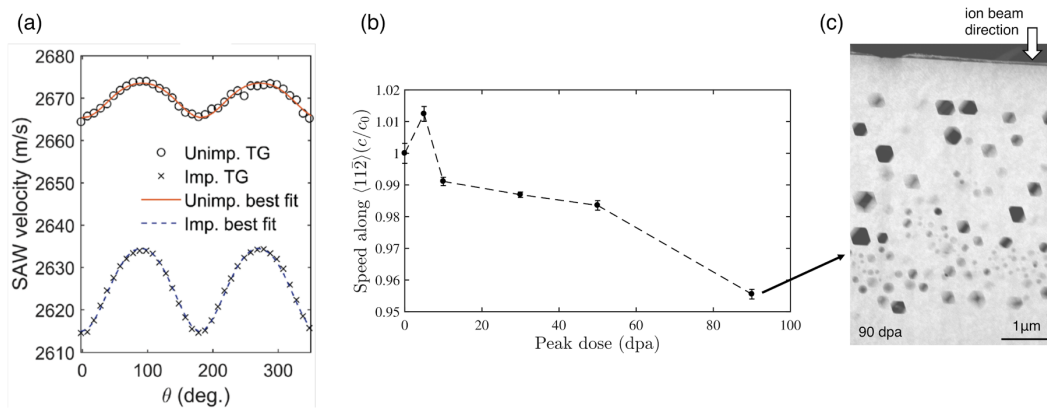 (a)
2680
2670
2660
2650
2640
2630
2620
2610
SAW velocity (m/s)
Unimp. TG
Imp. TG
Unimp. best fit
Imp. best fit
0
100
200
300
θ (deg.)
(b)
1.02
1.01
1
0.99
0.98
0.97
0.96
0.95
Speed along ⟨112̄⟩(c/c₀)
0
20
40
60
80
100
Peak dose (dpa)
(c)
ion beam
direction
90 dpa
1μm